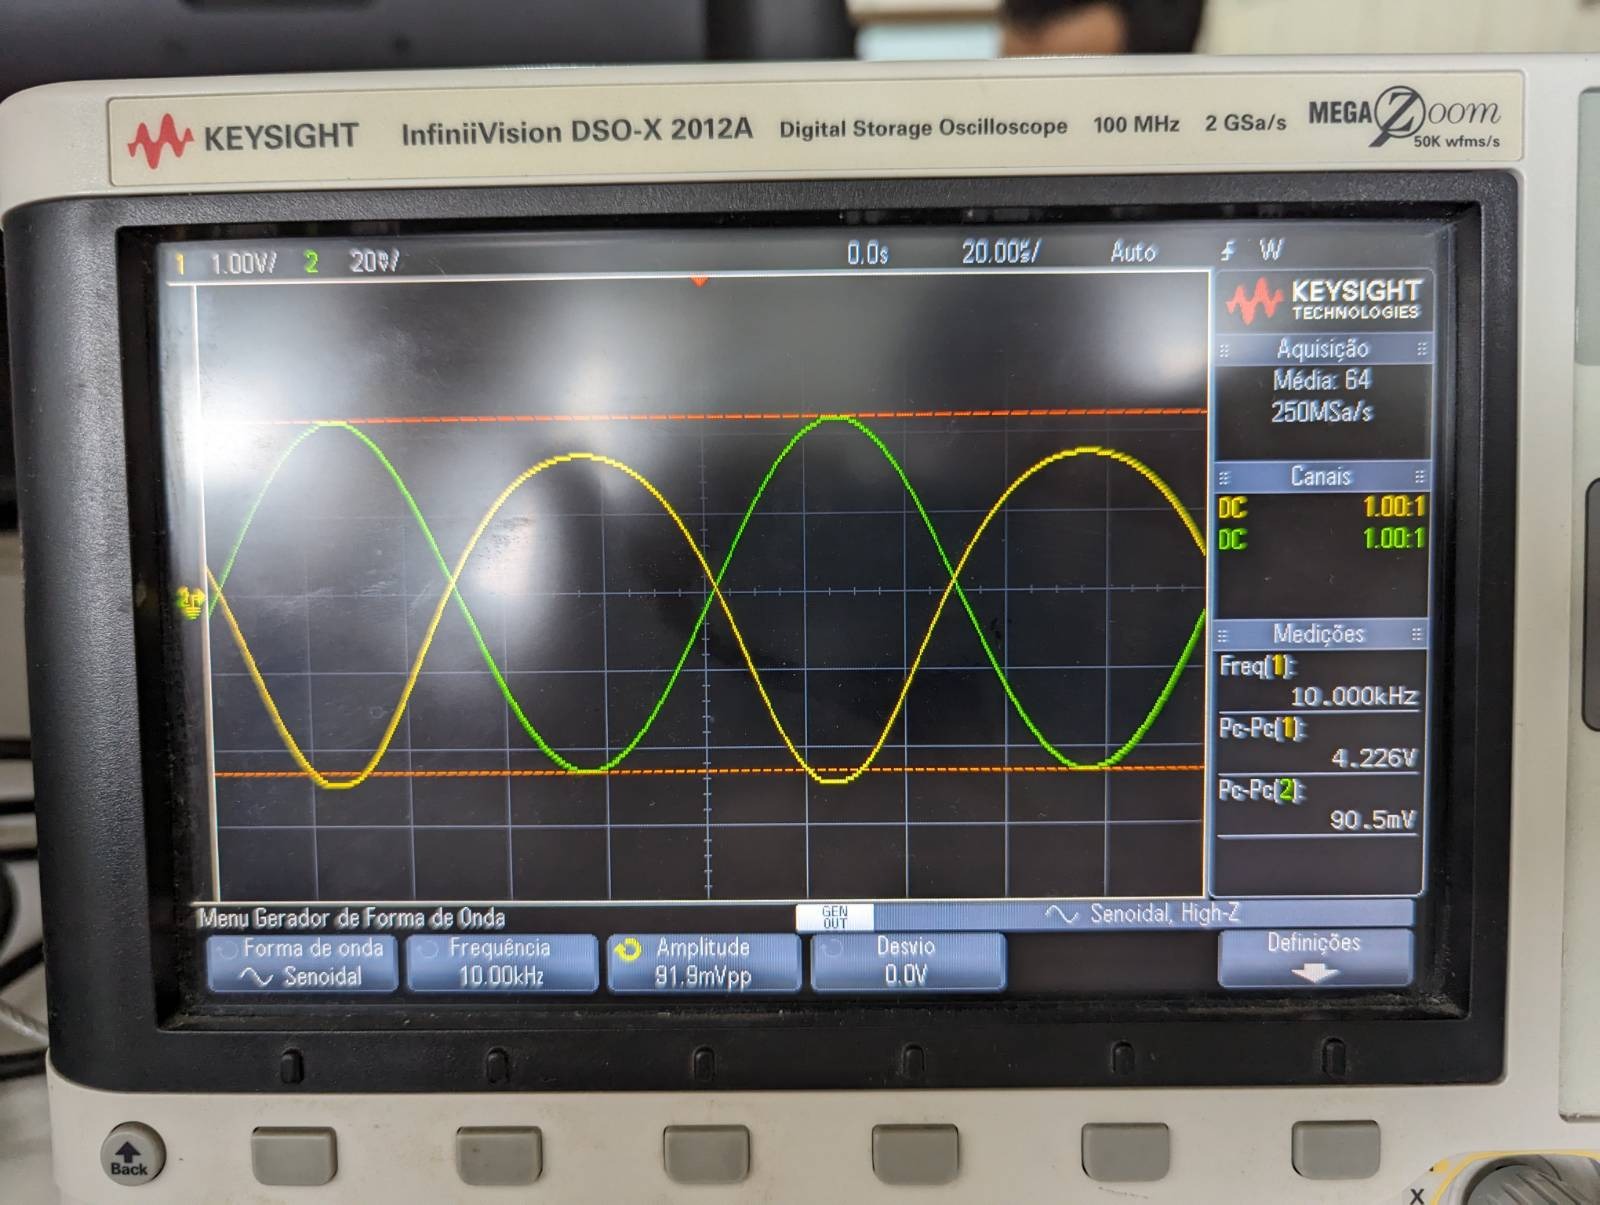 KEYSIGHT InfiniiVision DSO-X 2012A Digital Storage Oscilloscope 100 MHz 2 GSa/s MEGA Zoom
50K wfms/s
1 1.00V/ 2 20mV/ 0.0s 20.00µs/ Auto W
KEYSIGHT
TECHNOLOGIES
Aquisição
Média: 64
250MSa/s
Canais
DC 1.00:1
DC 1.00:1
Medições
Freq(1):
10.000kHz
Pc-Pc(1):
4.226V
Pc-Pc(2):
90.5mV
Menu Gerador de Forma de Onda
GEN
OUT
Senoidal, High-Z
Forma de onda
Senoidal
Frequência
10.00kHz
Amplitude
91.9mVpp
Desvio
0.0V
Definições
Back
X